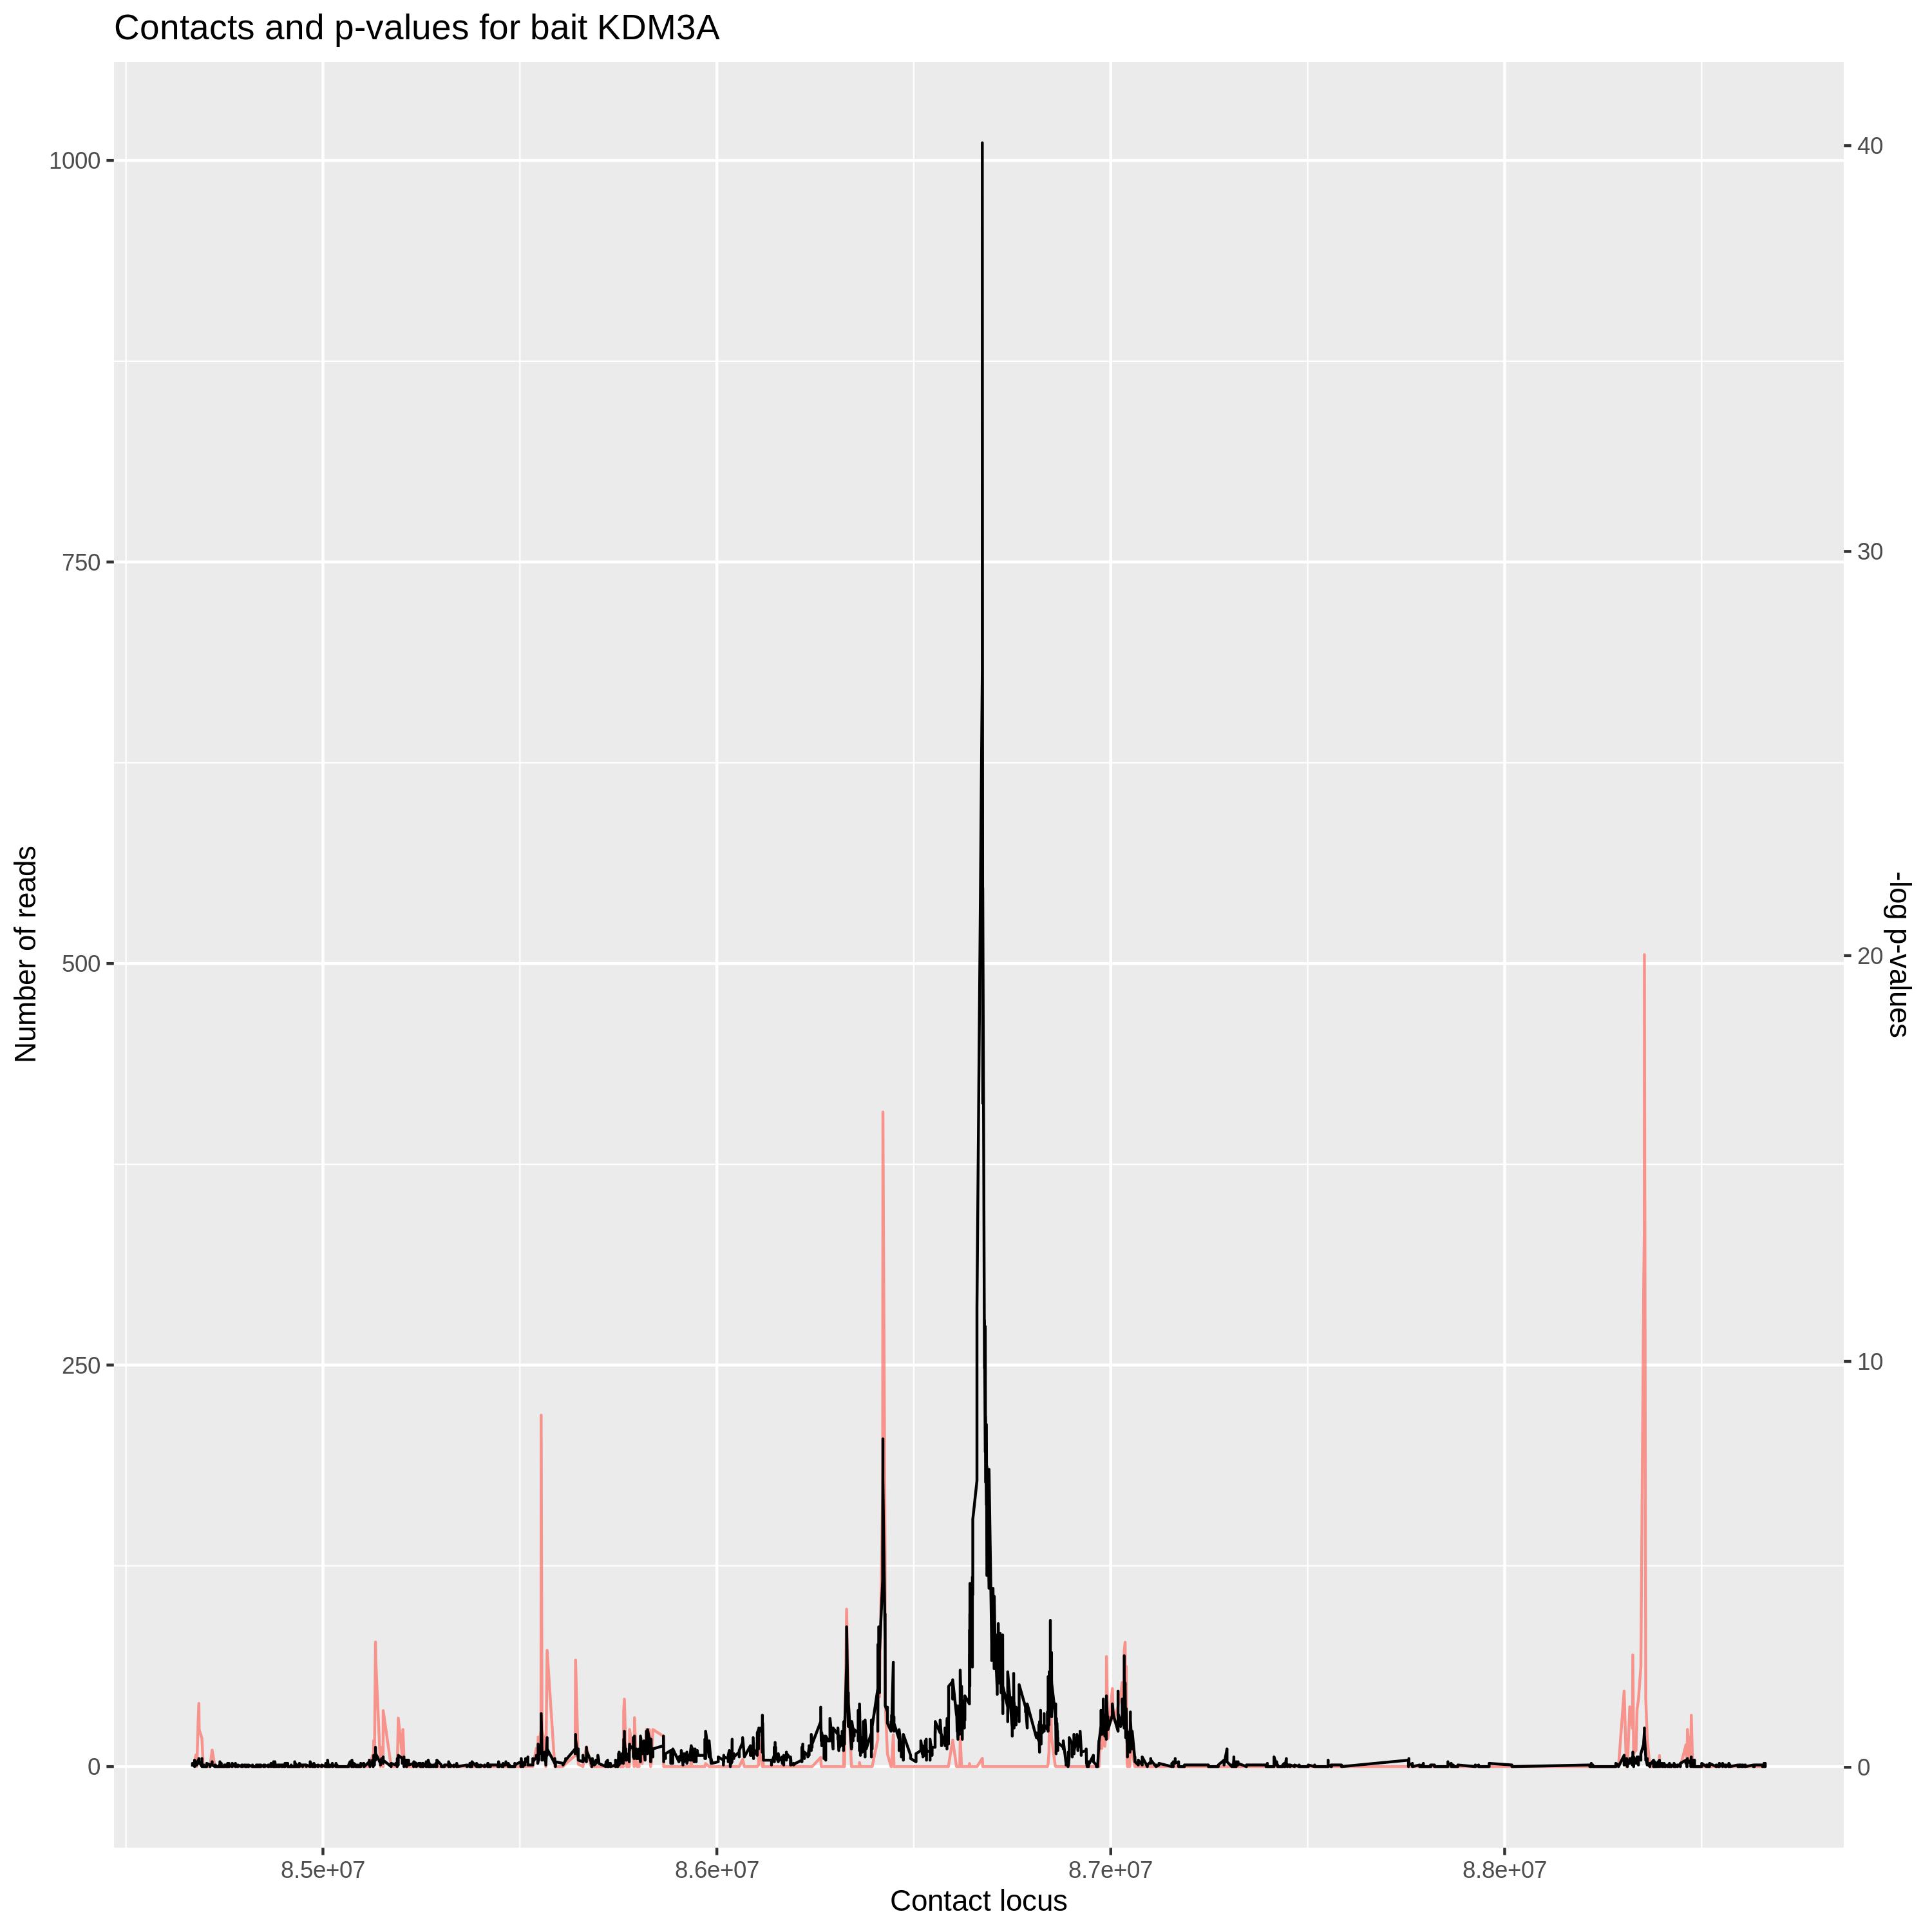 Contacts and p-values for bait KDM3A
1000
750
500
250
0
Number of reads
40
30
20
10
0
-log p-values
8.5e+07
8.6e+07
8.7e+07
8.8e+07
Contact locus